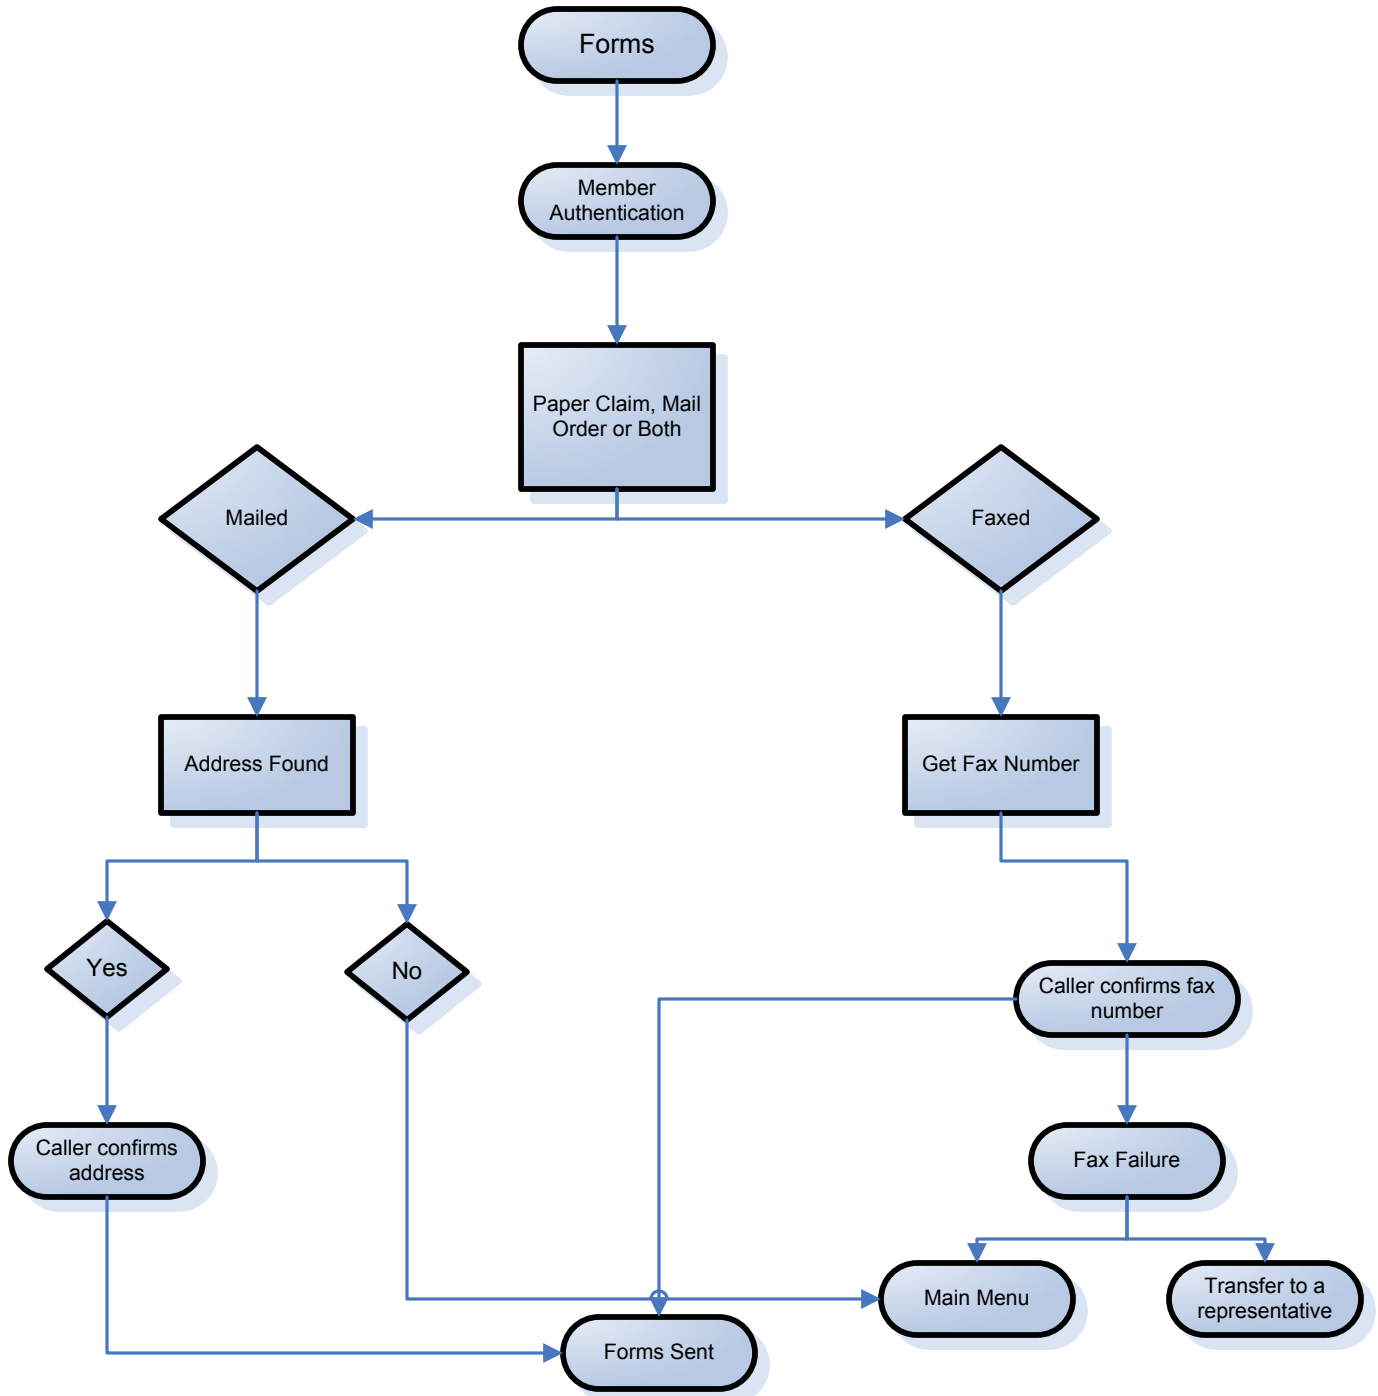 Forms
Member
Authentication
Paper Claim, Mail
Order or Both
Mailed
Faxed
Address Found
Get Fax Number
Yes
No
Caller confirms fax
number
Caller confirms
address
Fax Failure
Main Menu
Transfer to a
representative
Forms Sent